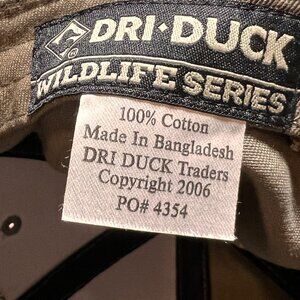 DRI·DUCK
WILDLIFE SERIES
100% Cotton
Made In Bangladesh
DRI DUCK Traders
Copyright 2006
PO# 4354